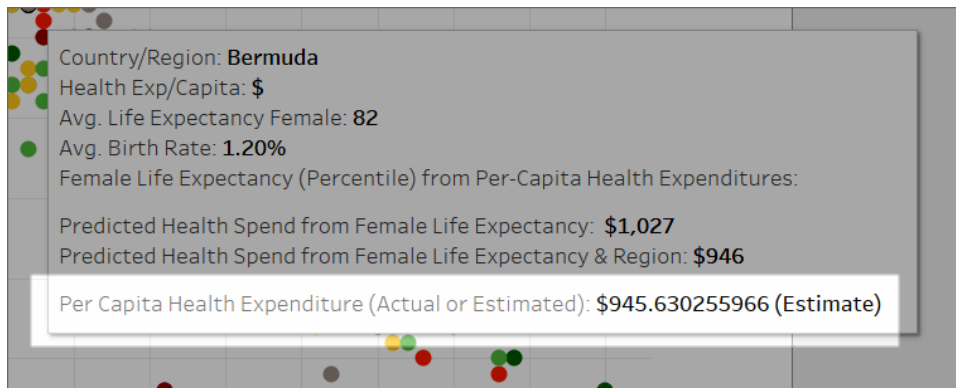 Country/Region: Bermuda
Health Exp/Capita: $
Avg. Life Expectancy Female: 82
Avg. Birth Rate: 1.20%
Female Life Expectancy (Percentile) from Per-Capita Health Expenditures:
Predicted Health Spend from Female Life Expectancy: $1,027
Predicted Health Spend from Female Life Expectancy & Region: $946
Per Capita Health Expenditure (Actual or Estimated): $945.630255966 (Estimate)